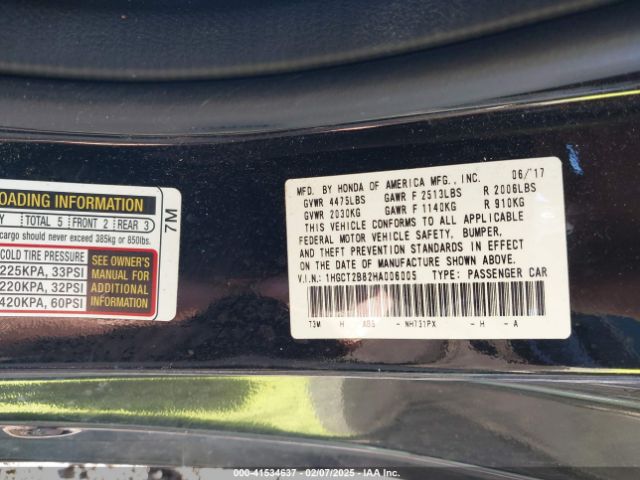 OADING INFORMATION
Y TOTAL 5 FRONT 2 REAR 3
cargo should never exceed 385kg or 850lbs.
COLD TIRE PRESSURE
225KPA, 33PSI
220KPA, 32PSI
420KPA, 60PSI
SEE OWNER'S
MANUAL FOR
ADDITIONAL
INFORMATION
7M
MFD. BY HONDA OF AMERICA MFG., INC. 06/17
GVWR 4475LBS GAWR F 2513LBS R 2006LBS
GVWR 2030KG GAWR F 1140KG R 910KG
THIS VEHICLE CONFORMS TO ALL APPLICABLE
FEDERAL MOTOR VEHICLE SAFETY, BUMPER,
AND THEFT PREVENTION STANDARDS IN EFFECT
ON THE DATE OF MANUFACTURE SHOWN ABOVE.
V.I.N.: 1HGCT2B82HA006005 TYPE: PASSENGER CAR
T3M H ABS - NH731PX - H - A
000-41534637 - 02/07/2025 - IAA Inc.